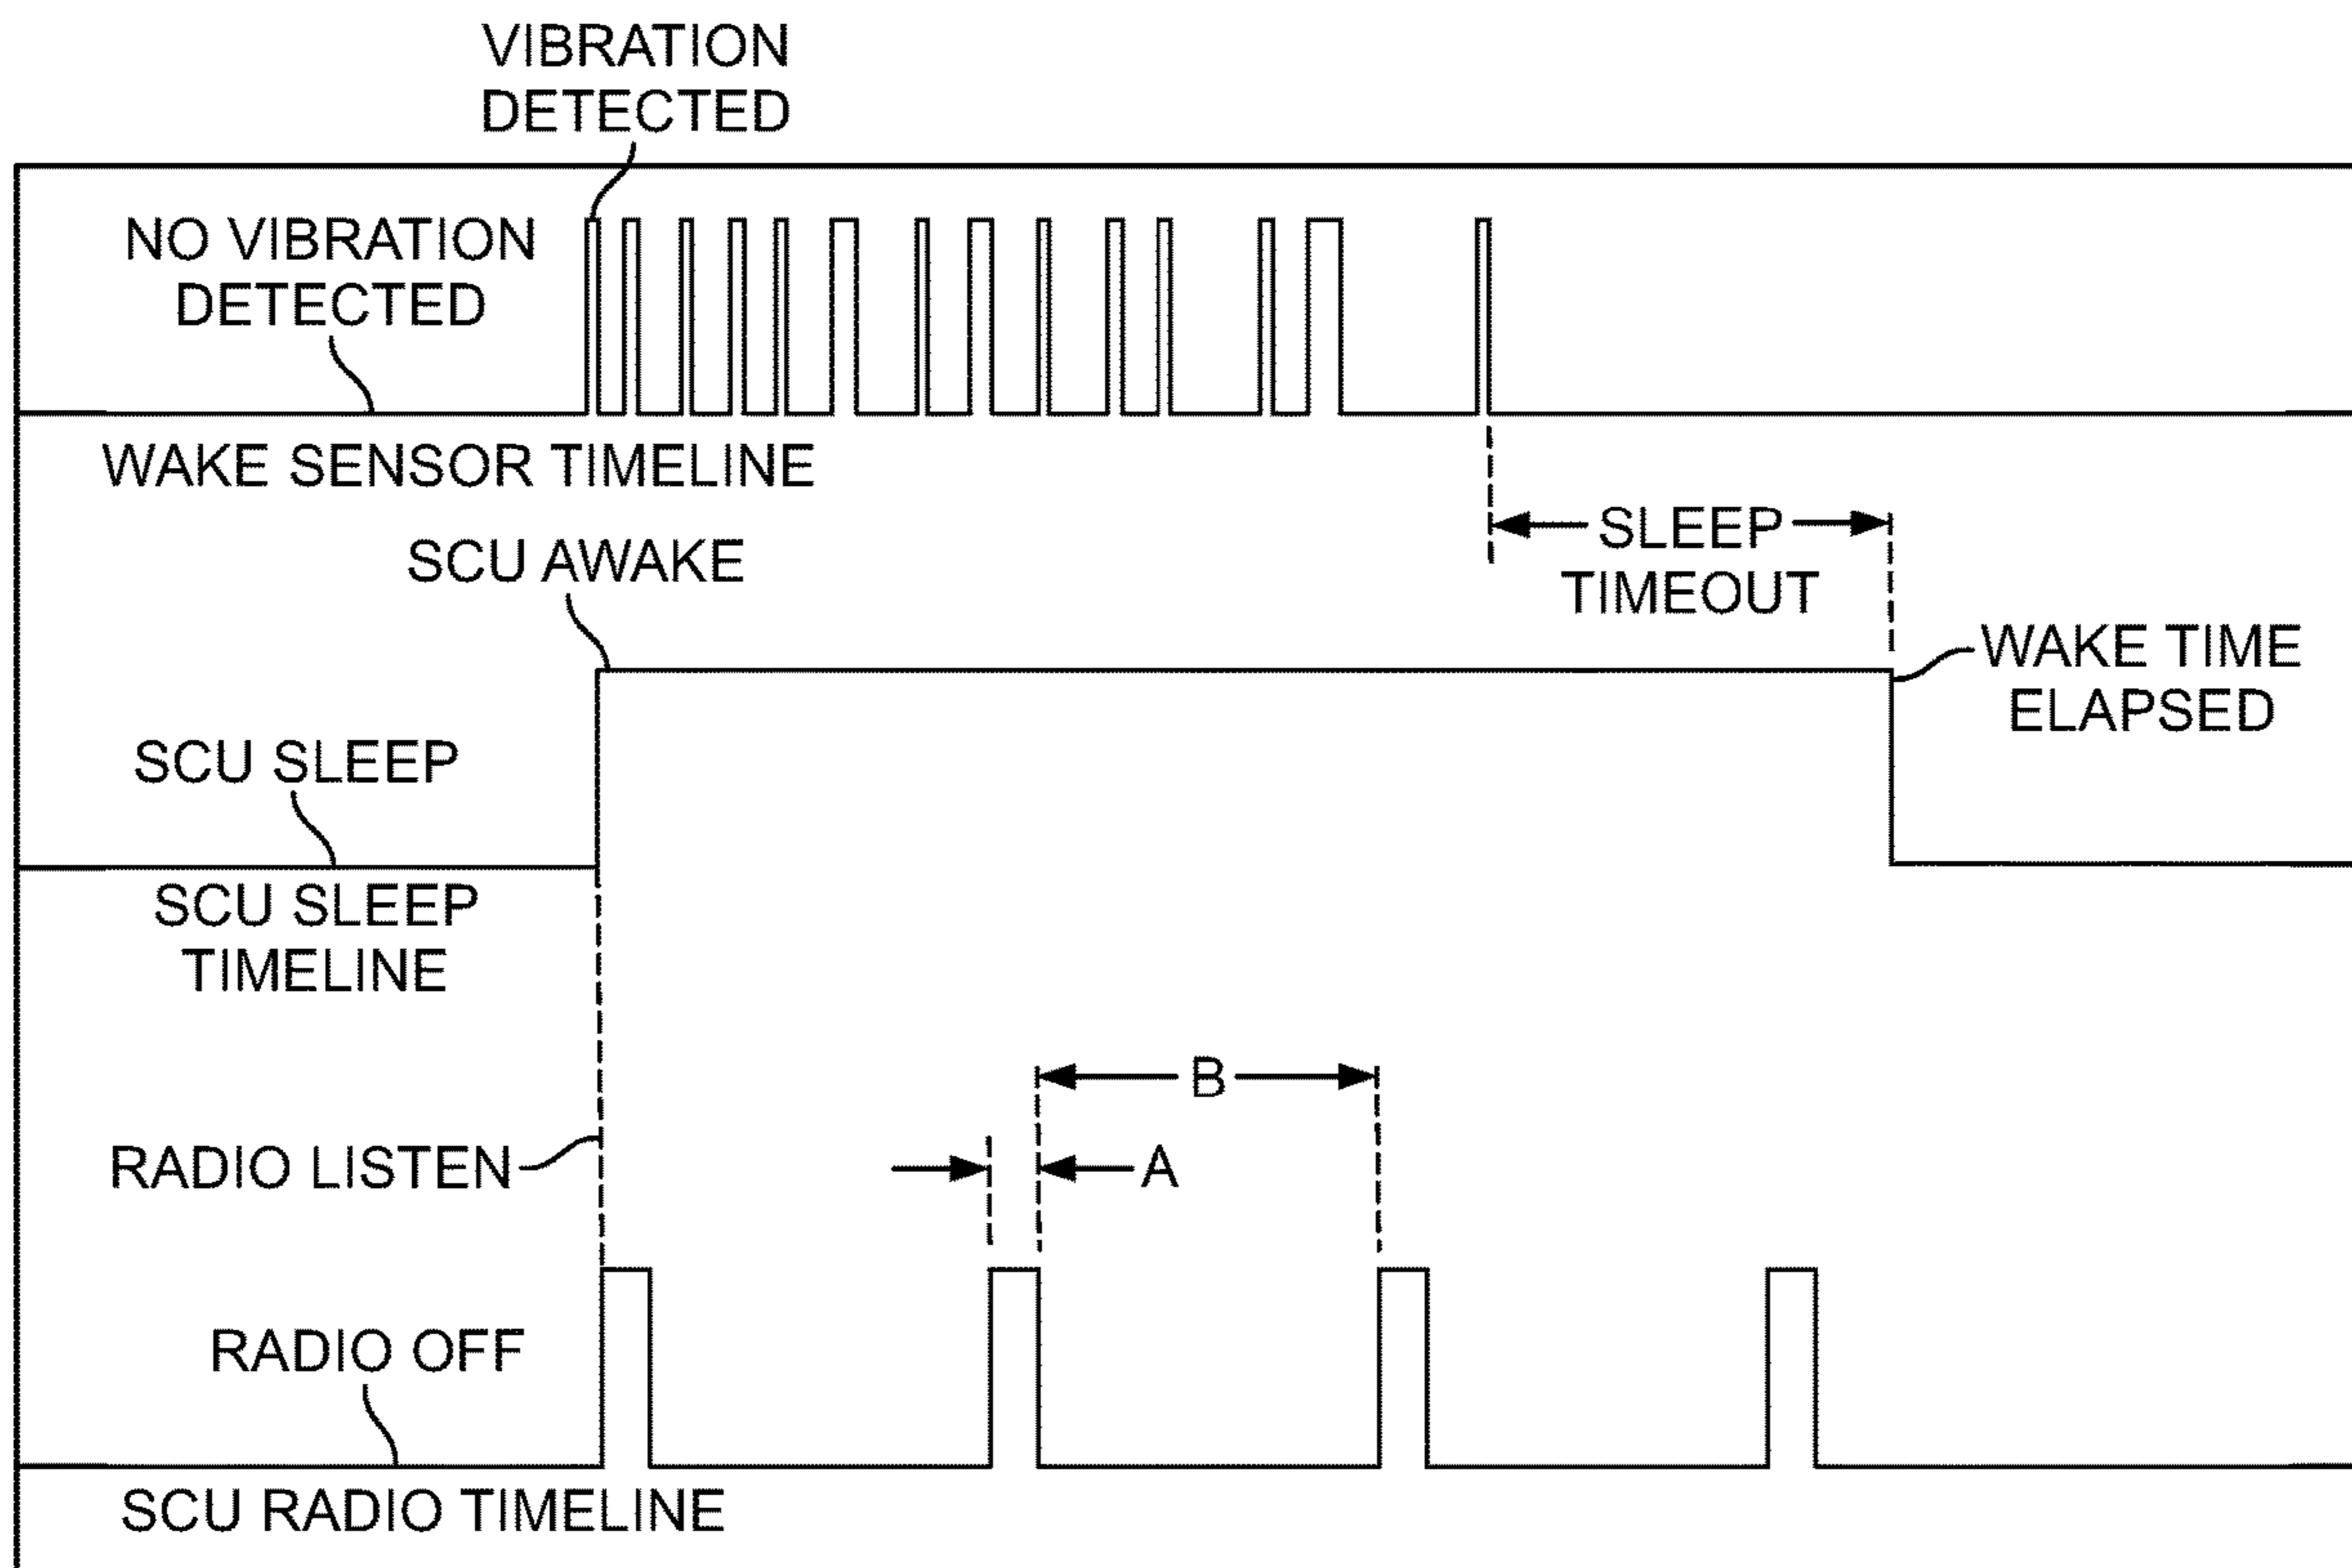 VIBRATION
DETECTED
NO VIBRATION
DETECTED
WAKE SENSOR TIMELINE
SLEEP
TIMEOUT
SCU AWAKE
WAKE TIME
ELAPSED
SCU SLEEP
SCU SLEEP
TIMELINE
B
RADIO LISTEN
A
RADIO OFF
SCU RADIO TIMELINE